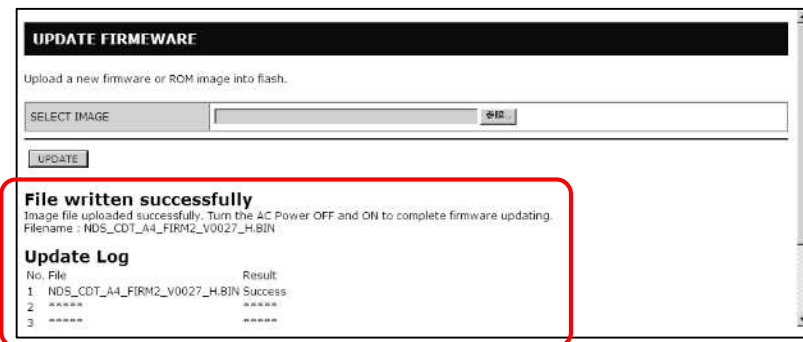 UPDATE FIRMEWARE
Upload a new firmware or ROM image into flash.
SELECT IMAGE 参照...
UPDATE
File written successfully
Image file uploaded successfully. Turn the AC Power OFF and ON to complete firmware updating.
Filename : NDS_CDT_A4_FIRM2_V0027_H.BIN
Update Log
No. File Result
1 NDS_CDT_A4_FIRM2_V0027_H.BIN Success
2 ***** *****
3 ***** *****